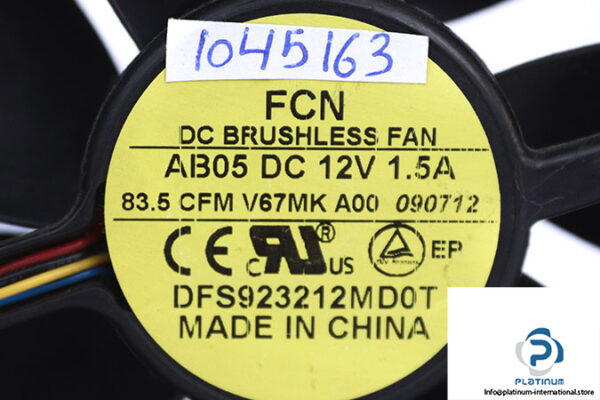 1045163
FCN
DC BRUSHLESS FAN
AB05 DC 12V 1.5A
83.5 CFM V67MK A00 090712
CE c RU ® US EP
DFS923212MD0T
MADE IN CHINA
PLATINUM
platinum-international.store